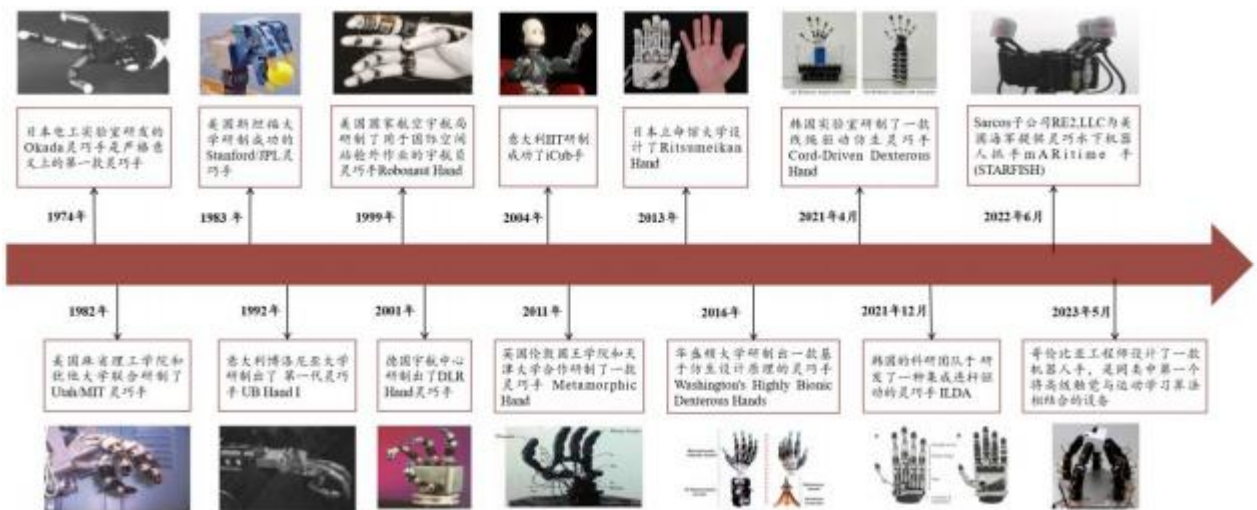 日本电工实验室研发的
Okada灵巧手是严格意
义上的第一款灵巧手
美国斯坦福大
学研制成功的
Stanford/JPL灵
巧手
美国国家航空宇航局
研制了用于国际空间
站舱外作业的宇航员
灵巧手Robonaut Hand
意大利IIT研制
成功了iCub手
日本立命馆大学设
计了Ritsumeikan
Hand
韩国实验室研制了一款
线绳驱动仿生灵巧手
Cord-Driven Dexterous
Hand
Sarcos子公司RE2,LLC为美
国海军提供灵巧水下机器
人抓手mARitime 手
(STARFISH)
1974年
1983 年
1999年
2004年
2013年
2021年4月
2022年6月
1982年
1992年
2001年
2011年
2016年
2021年12月
2023年5月
美国麻省理工学院和
犹他大学联合研制了
Utah/MIT 灵巧手
意大利博洛尼亚大学
研制出了 第一代灵巧
手 UB Hand I
德国宇航中心
研制出了DLR
Hand灵巧手
英国伦敦国王学院和天
津大学合作研制了一款
灵巧手 Metamorphic
Hand
华盛顿大学研制出一款基
于仿生设计原理的灵巧手
Washington's Highly Bionic
Dexterous Hands
韩国的科研团队于 研
发了一种集成连杆驱
动的灵巧手 ILDA
哥伦比亚工程师设计了一款
机器人手，是同类中第一个
将高级触觉与运动学习算法
相结合的设备